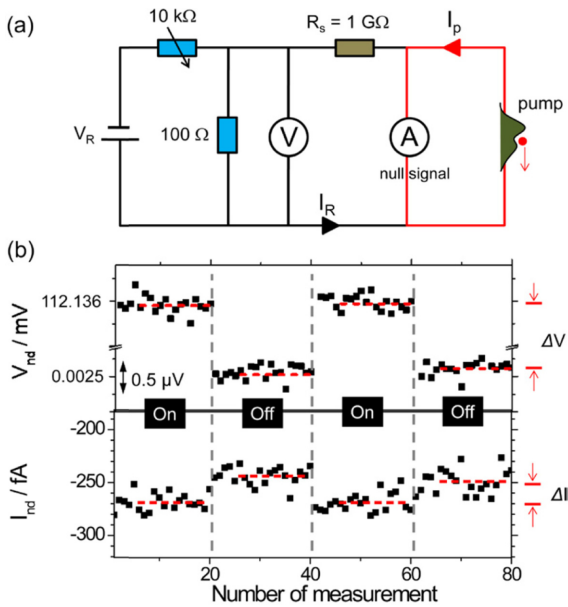 (a)
10 kΩ
R_s = 1 GΩ
I_p
V_R
100 Ω
V
A
null signal
pump
I_R
(b)
V_nd / mV
112.136
0.0025
0.5 µV
ΔV
On Off On Off
I_nd / fA
-200
-250
-300
ΔI
20 40 60 80
Number of measurement